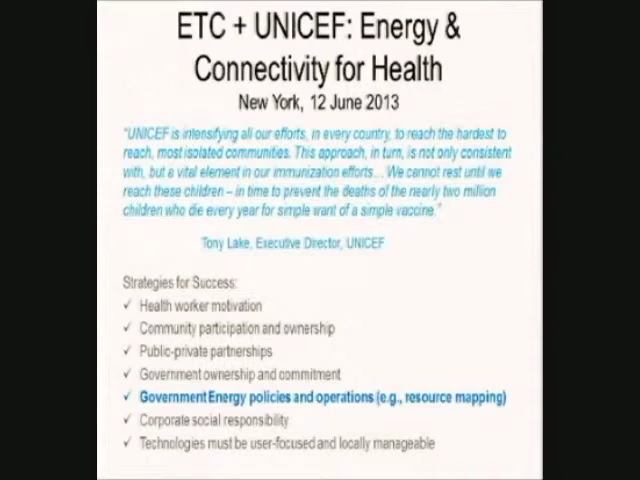 ETC + UNICEF: Energy &
Connectivity for Health
New York, 12 June 2013
"UNICEF is intensifying all our efforts, in every country, to reach the hardest to
reach, most isolated communities. This approach, in turn, is not only consistent
with, but a vital element in our immunization efforts… We cannot rest until we
reach these children – in time to prevent the deaths of the nearly two million
children who die every year for simple want of a simple vaccine."
Tony Lake, Executive Director, UNICEF
Strategies for Success:
✓ Health worker motivation
✓ Community participation and ownership
✓ Public-private partnerships
✓ Government ownership and commitment
✓ Government Energy policies and operations (e.g., resource mapping)
✓ Corporate social responsibility
✓ Technologies must be user-focused and locally manageable